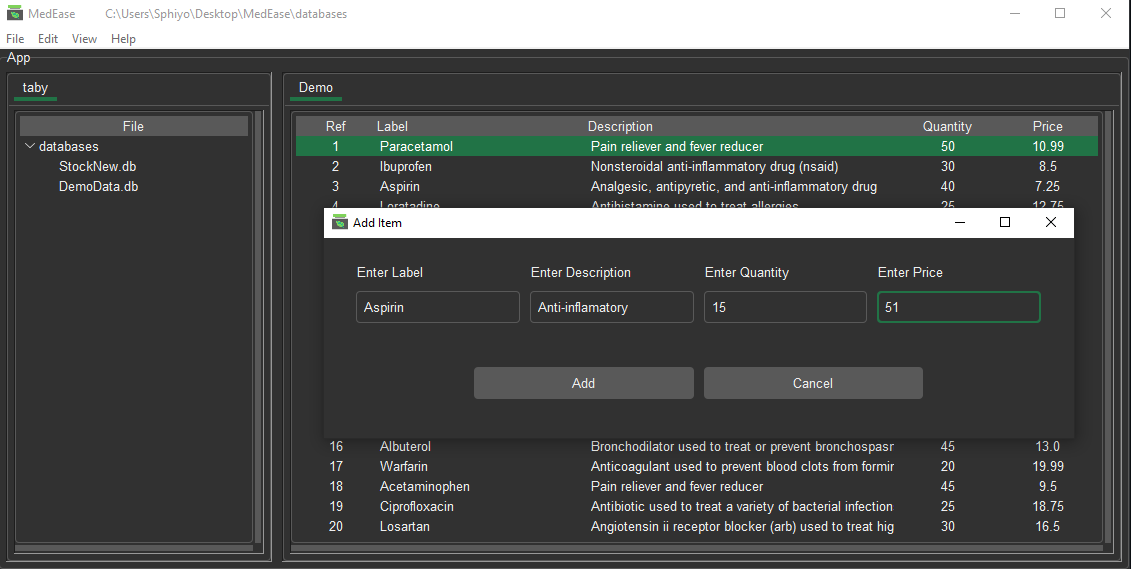 MedEase C:\Users\Sphiyo\Desktop\MedEase\databases
File Edit View Help
App
taby
File
databases
StockNew.db
DemoData.db
Demo
Ref Label Description Quantity Price
1 Paracetamol Pain reliever and fever reducer 50 10.99
2 Ibuprofen Nonsteroidal anti-inflammatory drug (nsaid) 30 8.5
3 Aspirin Analgesic, antipyretic, and anti-inflammatory drug 40 7.25
4 Loratadine Antihistamine used to treat allergies 25 12.75
Add Item
Enter Label Enter Description Enter Quantity Enter Price
Aspirin Anti-inflamatory 15 51
Add Cancel
16 Albuterol Bronchodilator used to treat or prevent bronchospasr 45 13.0
17 Warfarin Anticoagulant used to prevent blood clots from formir 20 19.99
18 Acetaminophen Pain reliever and fever reducer 45 9.5
19 Ciprofloxacin Antibiotic used to treat a variety of bacterial infection 25 18.75
20 Losartan Angiotensin ii receptor blocker (arb) used to treat hig 30 16.5